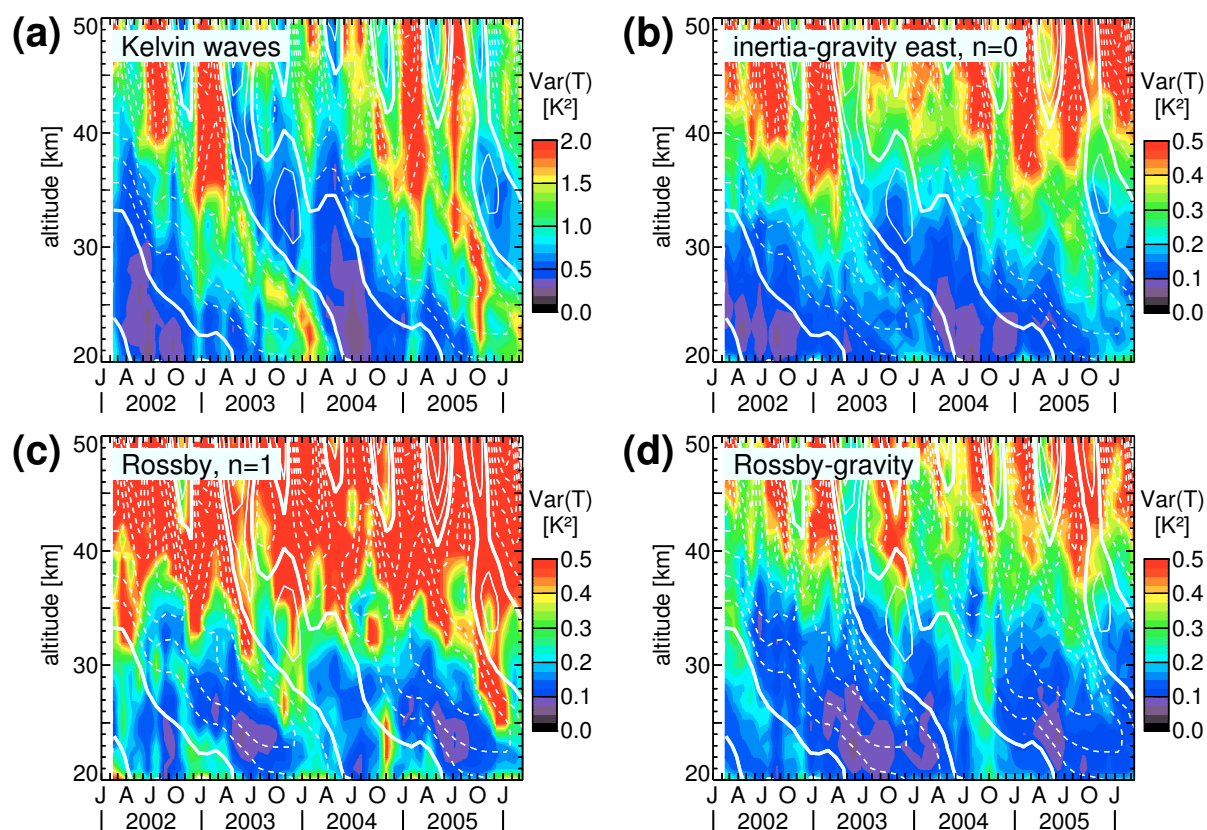 (a)
Kelvin waves
50
40
30
20
altitude [km]
J A J O J A J O J A J O J A J O J
| 2002 | 2003 | 2004 | 2005 |
Var(T)
[K²]
2.0
1.5
1.0
0.5
0.0
(b)
inertia-gravity east, n=0
50
40
30
20
altitude [km]
J A J O J A J O J A J O J A J O J
| 2002 | 2003 | 2004 | 2005 |
Var(T)
[K²]
0.5
0.4
0.3
0.2
0.1
0.0
(c)
Rossby, n=1
50
40
30
20
altitude [km]
J A J O J A J O J A J O J A J O J
| 2002 | 2003 | 2004 | 2005 |
Var(T)
[K²]
0.5
0.4
0.3
0.2
0.1
0.0
(d)
Rossby-gravity
50
40
30
20
altitude [km]
J A J O J A J O J A J O J A J O J
| 2002 | 2003 | 2004 | 2005 |
Var(T)
[K²]
0.5
0.4
0.3
0.2
0.1
0.0